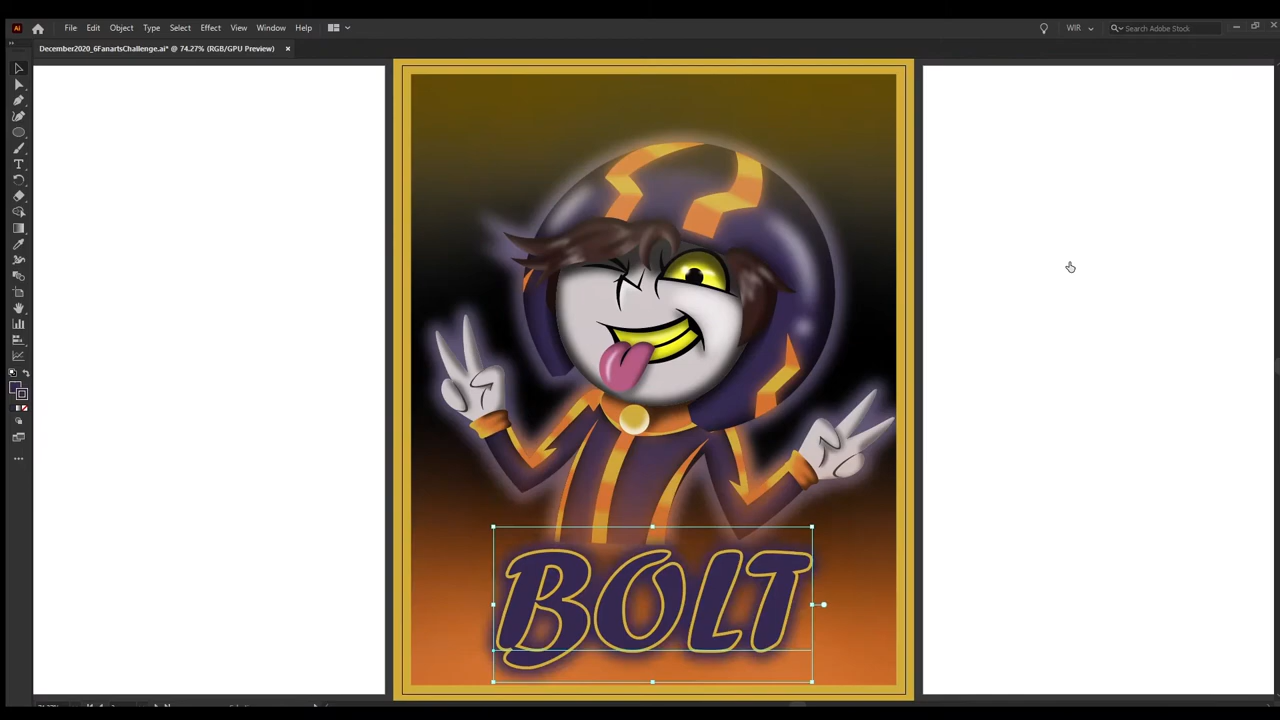 Ai File Edit Object Type Select Effect View Window Help WIR Search Adobe Stock
December2020_6FanartsChallenge.ai* @ 74.27% (RGB/GPU Preview)
BOLT